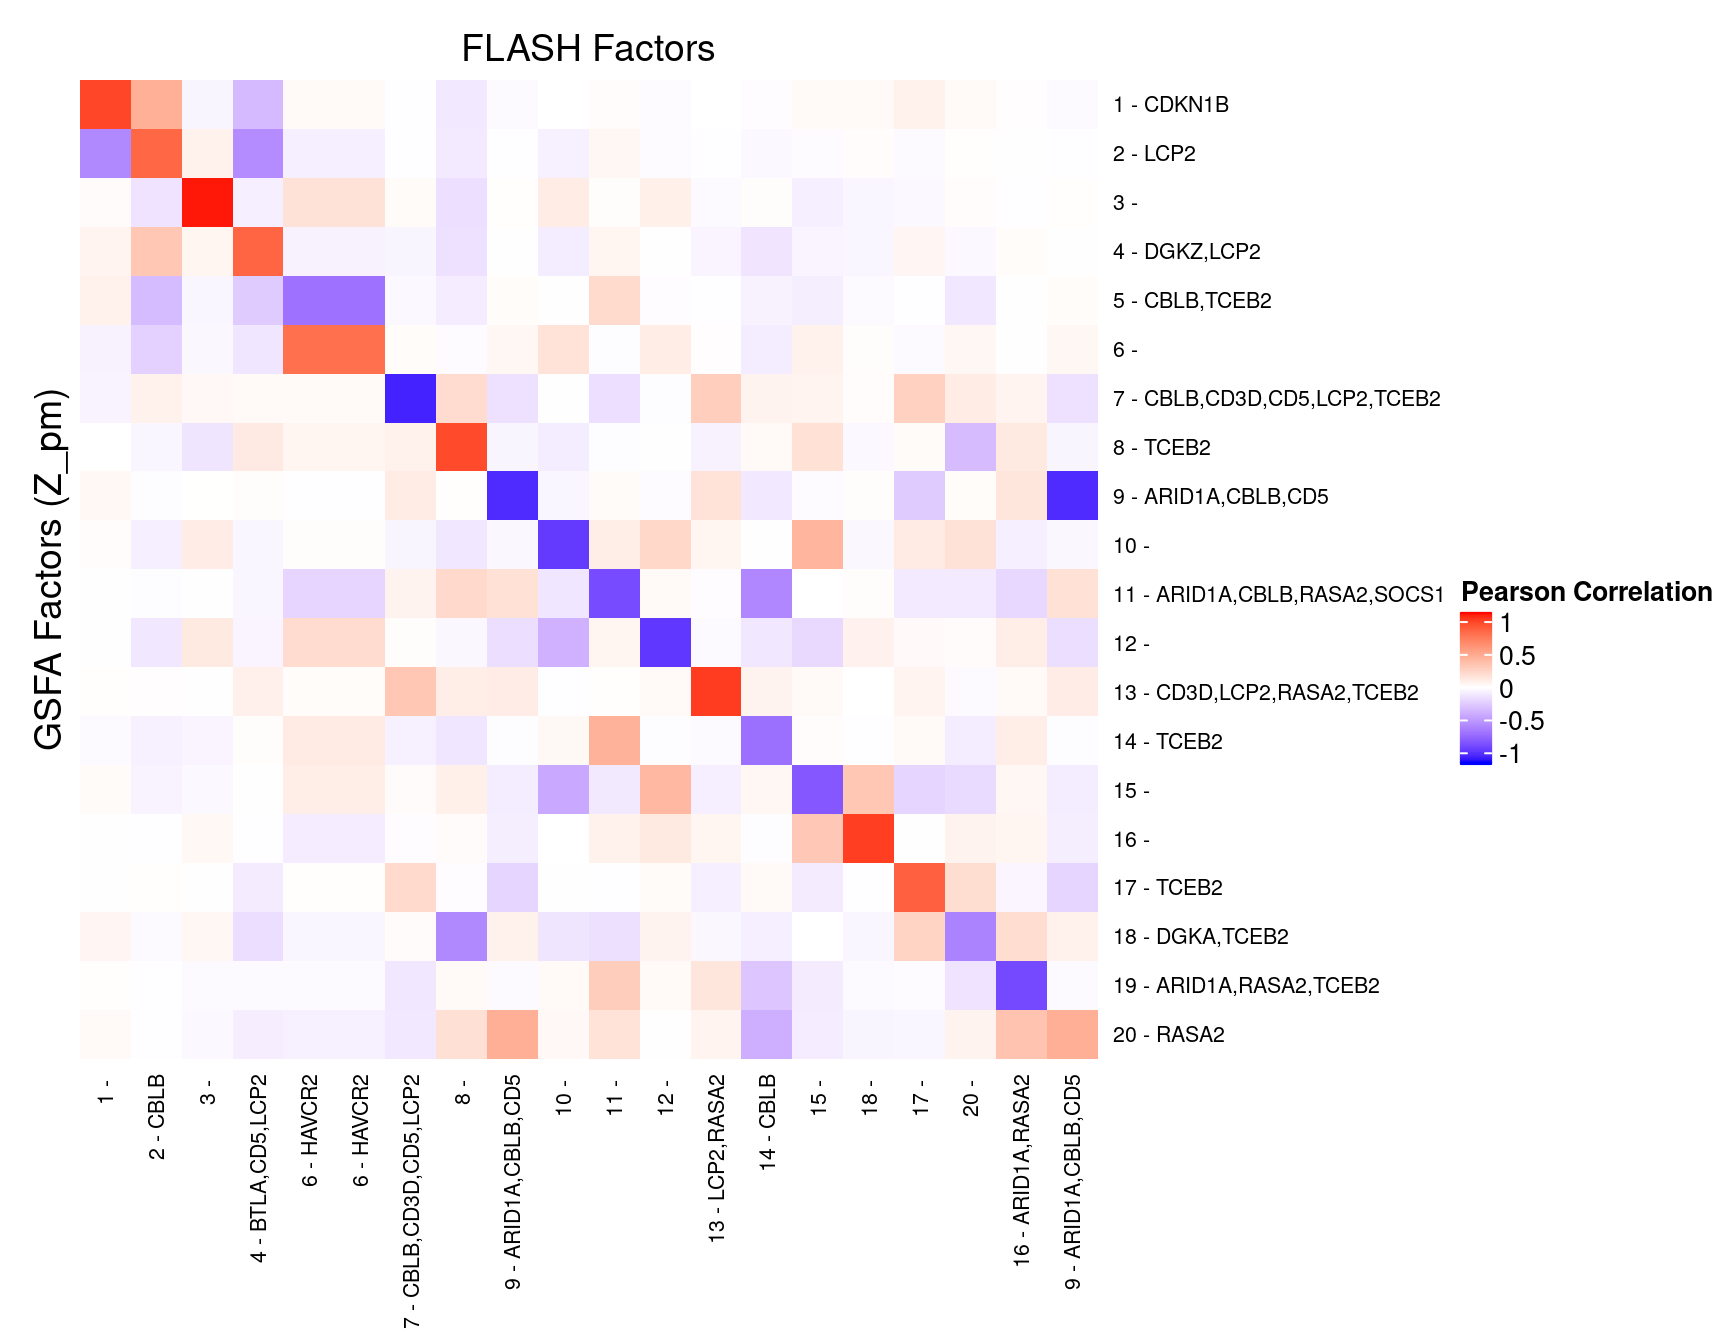 FLASH Factors
GSFA Factors (Z_pm)
1 - CDKN1B
2 - LCP2
3 -
4 - DGKZ,LCP2
5 - CBLB,TCEB2
6 -
7 - CBLB,CD3D,CD5,LCP2,TCEB2
8 - TCEB2
9 - ARID1A,CBLB,CD5
10 -
11 - ARID1A,CBLB,RASA2,SOCS1
12 -
13 - CD3D,LCP2,RASA2,TCEB2
14 - TCEB2
15 -
16 -
17 - TCEB2
18 - DGKA,TCEB2
19 - ARID1A,RASA2,TCEB2
20 - RASA2
Pearson Correlation
1
0.5
0
-0.5
-1
1 -
2 - CBLB
3 -
4 - BTLA,CD5,LCP2
6 - HAVCR2
6 - HAVCR2
7 - CBLB,CD3D,CD5,LCP2
8 -
9 - ARID1A,CBLB,CD5
10 -
11 -
12 -
13 - LCP2,RASA2
14 - CBLB
15 -
18 -
17 -
20 -
16 - ARID1A,RASA2
9 - ARID1A,CBLB,CD5